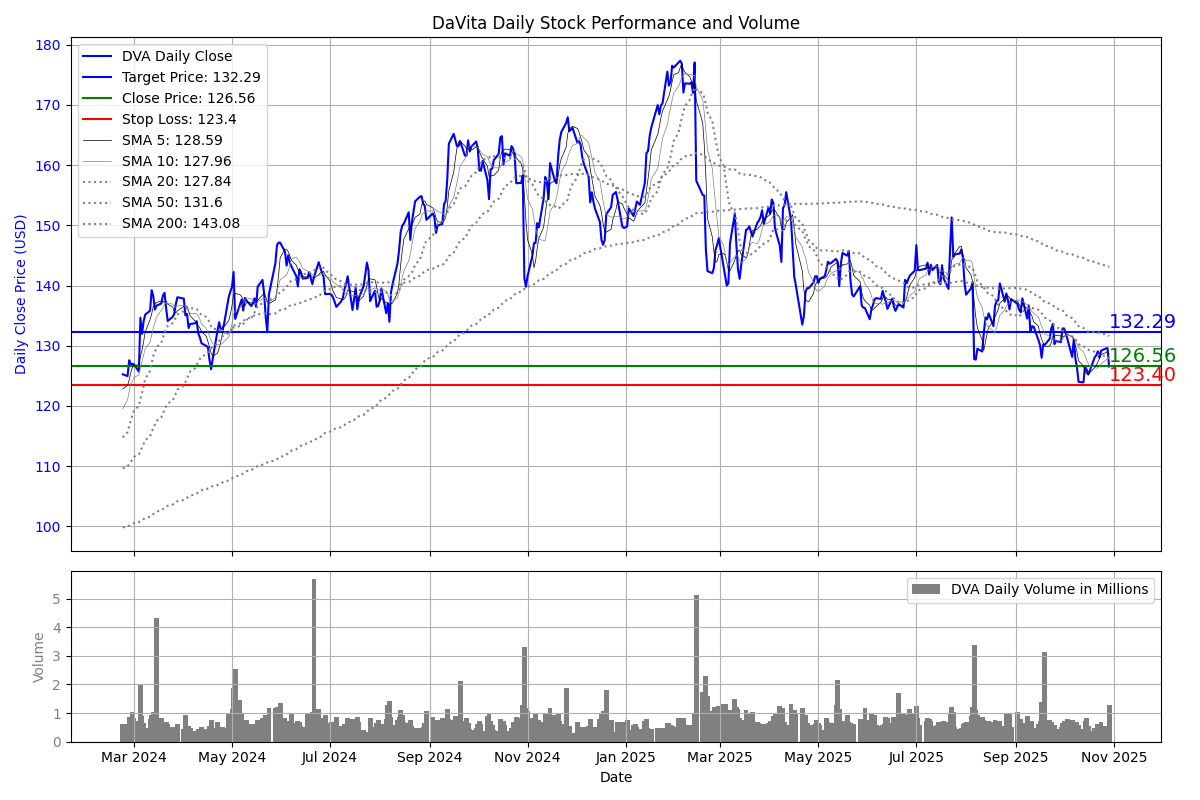 DaVita Daily Stock Performance and Volume
DVA Daily Close
Target Price: 132.29
Close Price: 126.56
Stop Loss: 123.4
SMA 5: 128.59
SMA 10: 127.96
SMA 20: 127.84
SMA 50: 131.6
SMA 200: 143.08
Daily Close Price (USD)
180
170
160
150
140
130
120
110
100
132.29
126.56
123.40
DVA Daily Volume in Millions
Volume
5
4
3
2
1
0
Mar 2024
May 2024
Jul 2024
Sep 2024
Nov 2024
Jan 2025
Mar 2025
May 2025
Jul 2025
Sep 2025
Nov 2025
Date